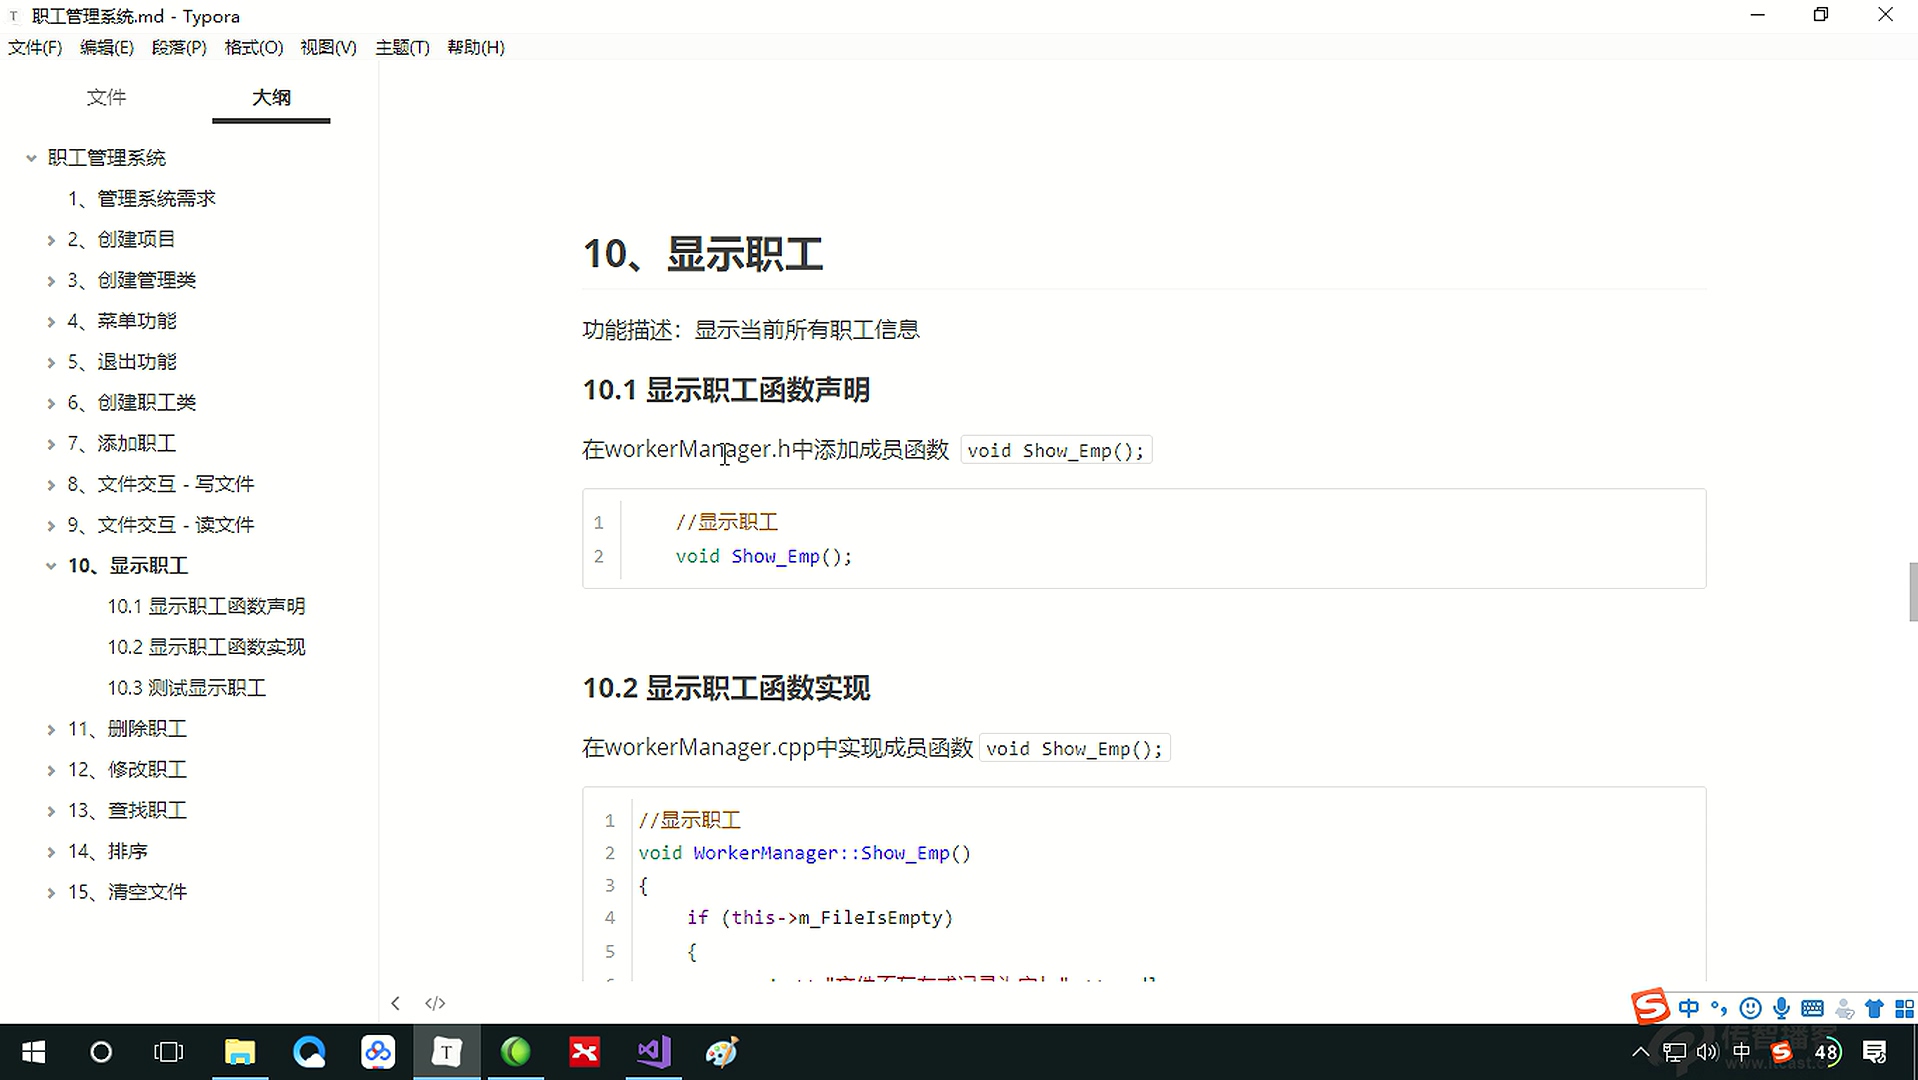 职工管理系统.md - Typora
文件(F) 编辑(E) 段落(P) 格式(O) 视图(V) 主题(T) 帮助(H)
文件 大纲
职工管理系统
1、管理系统需求
2、创建项目
3、创建管理类
4、菜单功能
5、退出功能
6、创建职工类
7、添加职工
8、文件交互 - 写文件
9、文件交互 - 读文件
10、显示职工
10.1 显示职工函数声明
10.2 显示职工函数实现
10.3 测试显示职工
11、删除职工
12、修改职工
13、查找职工
14、排序
15、清空文件
10、显示职工
功能描述：显示当前所有职工信息
10.1 显示职工函数声明
在workerManager.h中添加成员函数 void Show_Emp();
1 //显示职工
2 void Show_Emp();
10.2 显示职工函数实现
在workerManager.cpp中实现成员函数 void Show_Emp();
1 //显示职工
2 void WorkerManager::Show_Emp()
3 {
4 if (this->m_FileIsEmpty)
5 {
</>
中
传智播客
中 48